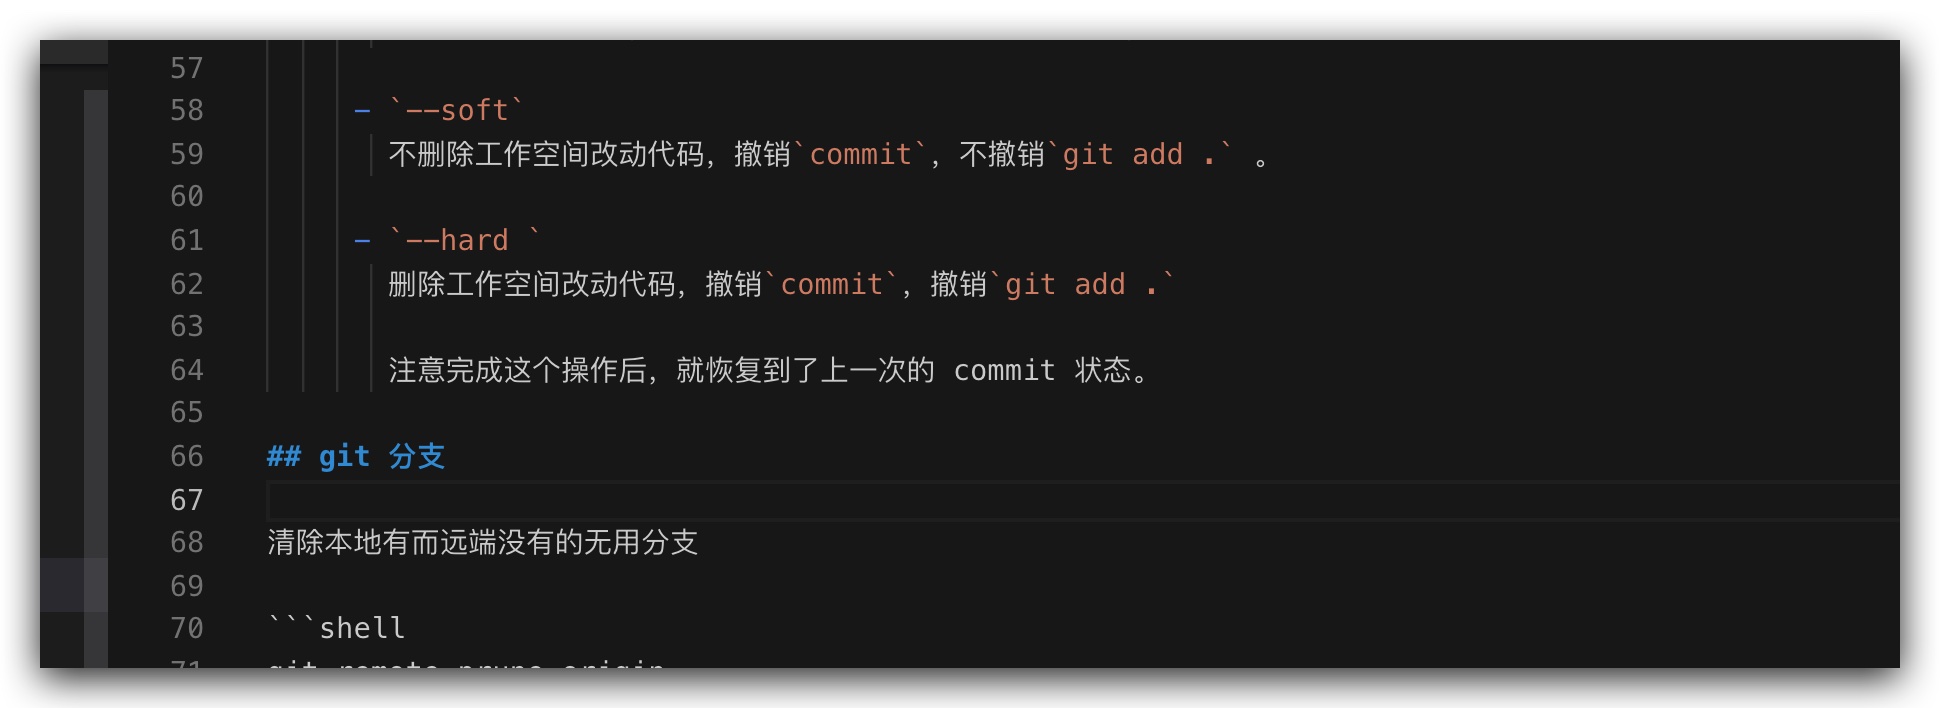 57
58 - `--soft`
59 不删除工作空间改动代码，撤销`commit`，不撤销`git add .` 。
60
61 - `--hard `
62 删除工作空间改动代码，撤销`commit`，撤销`git add .`
63
64 注意完成这个操作后，就恢复到了上一次的 commit 状态。
65
66 ## git 分支
67
68 清除本地有而远端没有的无用分支
69
70 ```shell
71 git remote prune origin